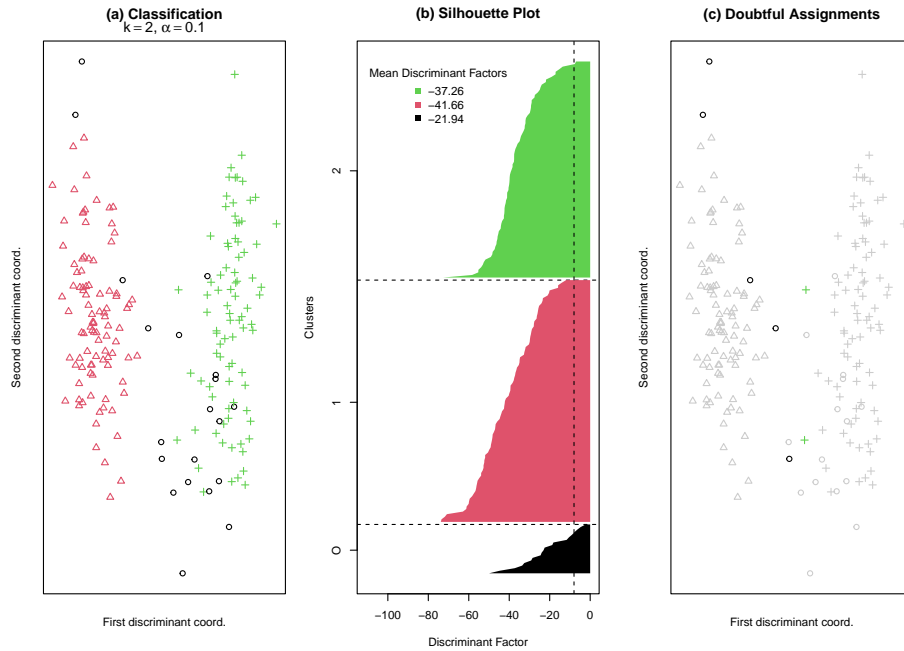 (a) Classification
k=2, α=0.1
Second discriminant coord.
First discriminant coord.
(b) Silhouette Plot
Mean Discriminant Factors
−37.26
−41.66
−21.94
Clusters
2
1
O
−100 −80 −60 −40 −20 0
Discriminant Factor
(c) Doubtful Assignments
Second discriminant coord.
First discriminant coord.